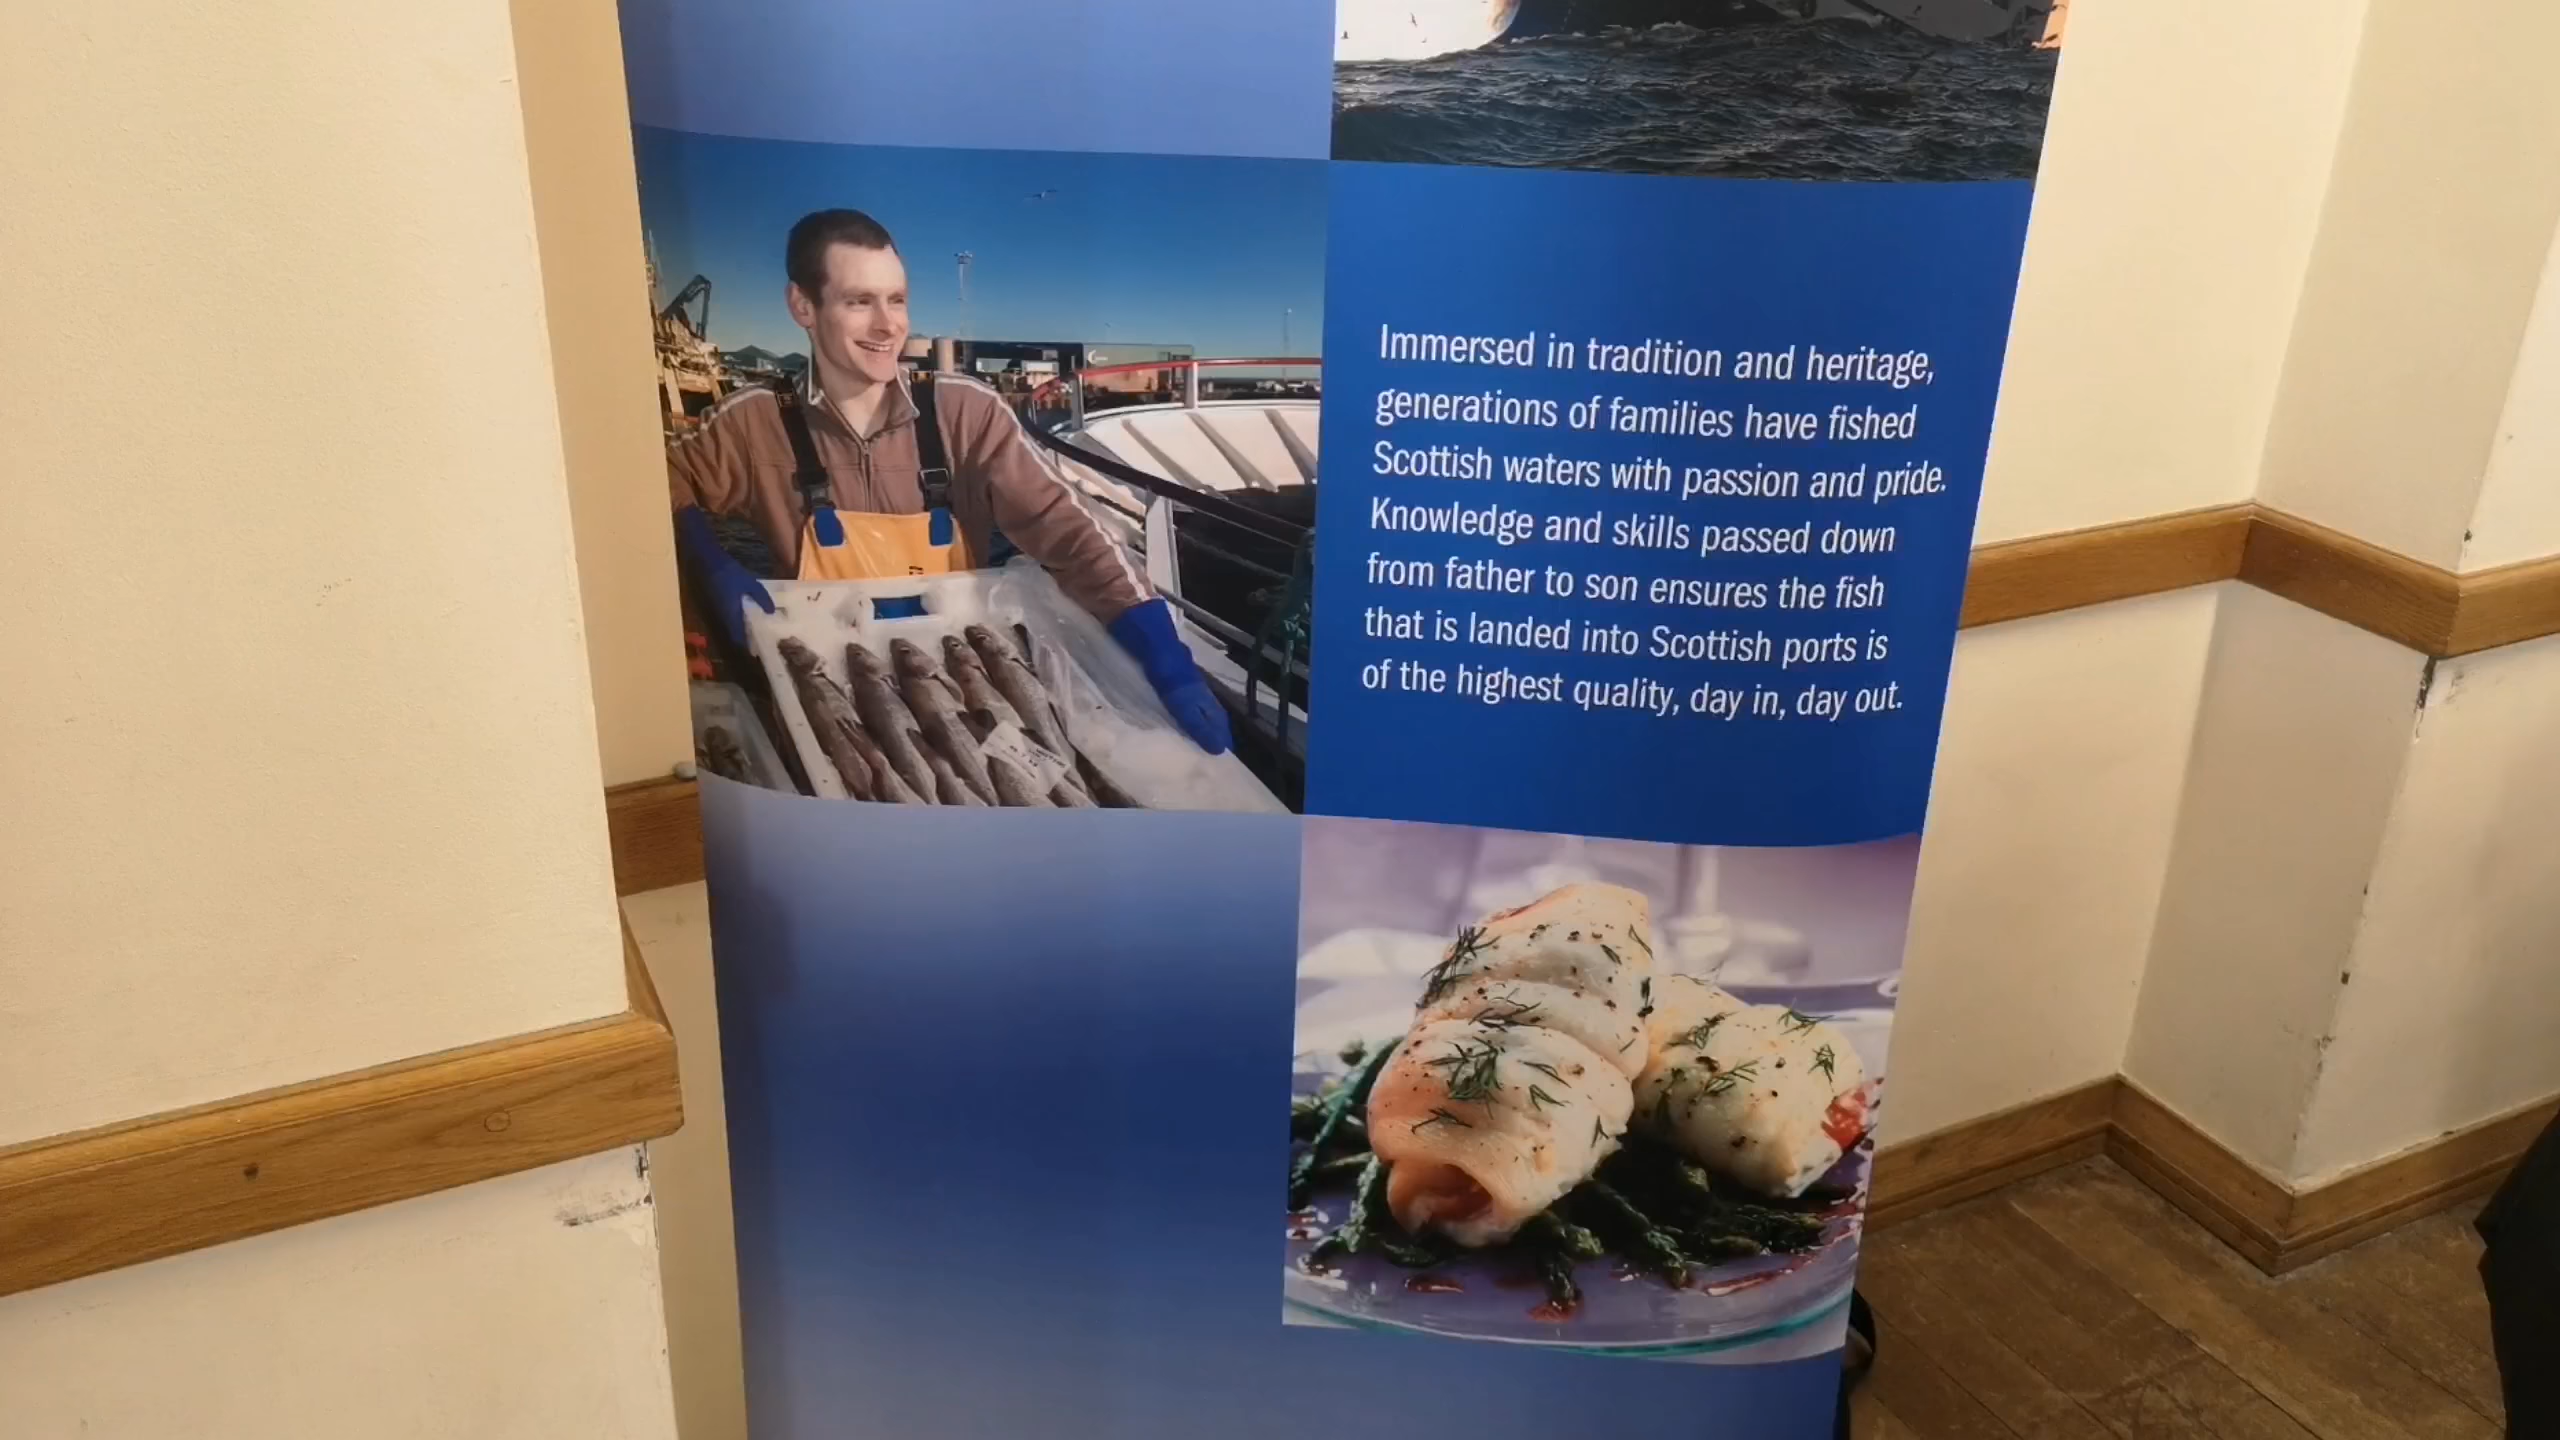 Immersed in tradition and heritage,
generations of families have fished
Scottish waters with passion and pride.
Knowledge and skills passed down
from father to son ensures the fish
that is landed into Scottish ports is
of the highest quality, day in, day out.